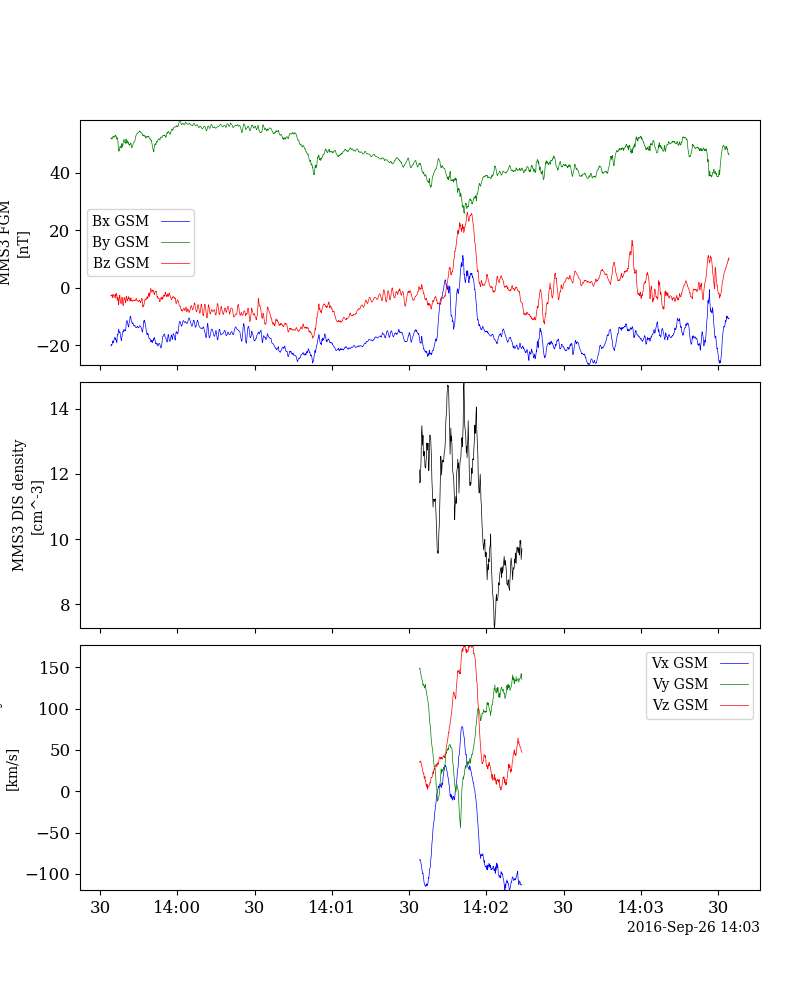 40
20
0
−20
MMS3 FGM
[nT]
Bx GSM
By GSM
Bz GSM
14
12
10
8
MMS3 DIS density
[cm^-3]
150
100
50
0
−50
−100
[km/s]
Vx GSM
Vy GSM
Vz GSM
30 14:00 30 14:01 30 14:02 30 14:03 30
2016-Sep-26 14:03